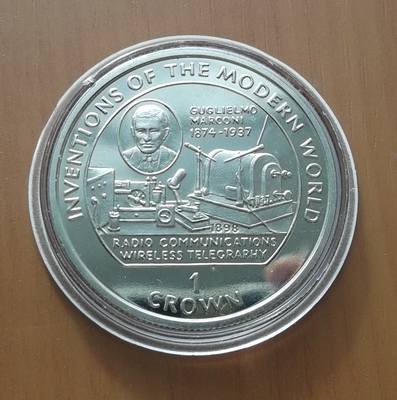 INVENTIONS OF THE MODERN WORLD
GUGLIELMO
MARCONI
1874-1937
1898
RADIO COMMUNICATIONS
WIRELESS TELEGRAPHY
1
CROWN